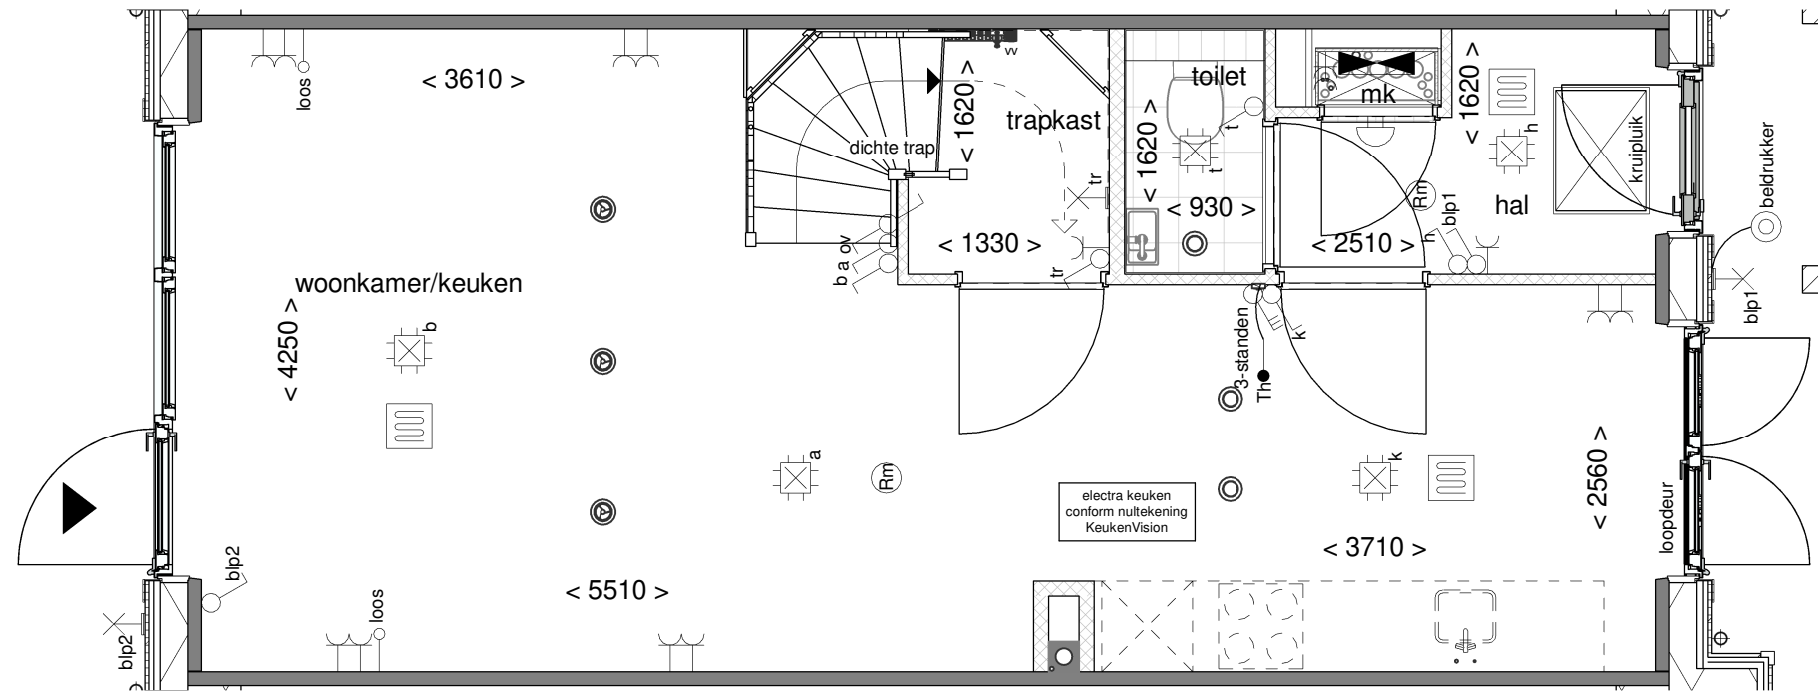 < 3610 >
loos
vv
< 1620 >
trapkast
dichte trap
tr
b a ov
< 1330 >
tr
toilet
t
t
< 1620 >
< 930 >
mk
< 1620 >
h
kruipluik
Rm
blp1
hal
h
< 2510 >
beldrukker
blp1
woonkamer/keuken
< 4250 >
b
3-standen
Th
k
a
Rm
k
electra keuken
conform nultekening
KeukenVision
< 2560 >
loopdeur
< 3710 >
blp2
< 5510 >
loos
blp2